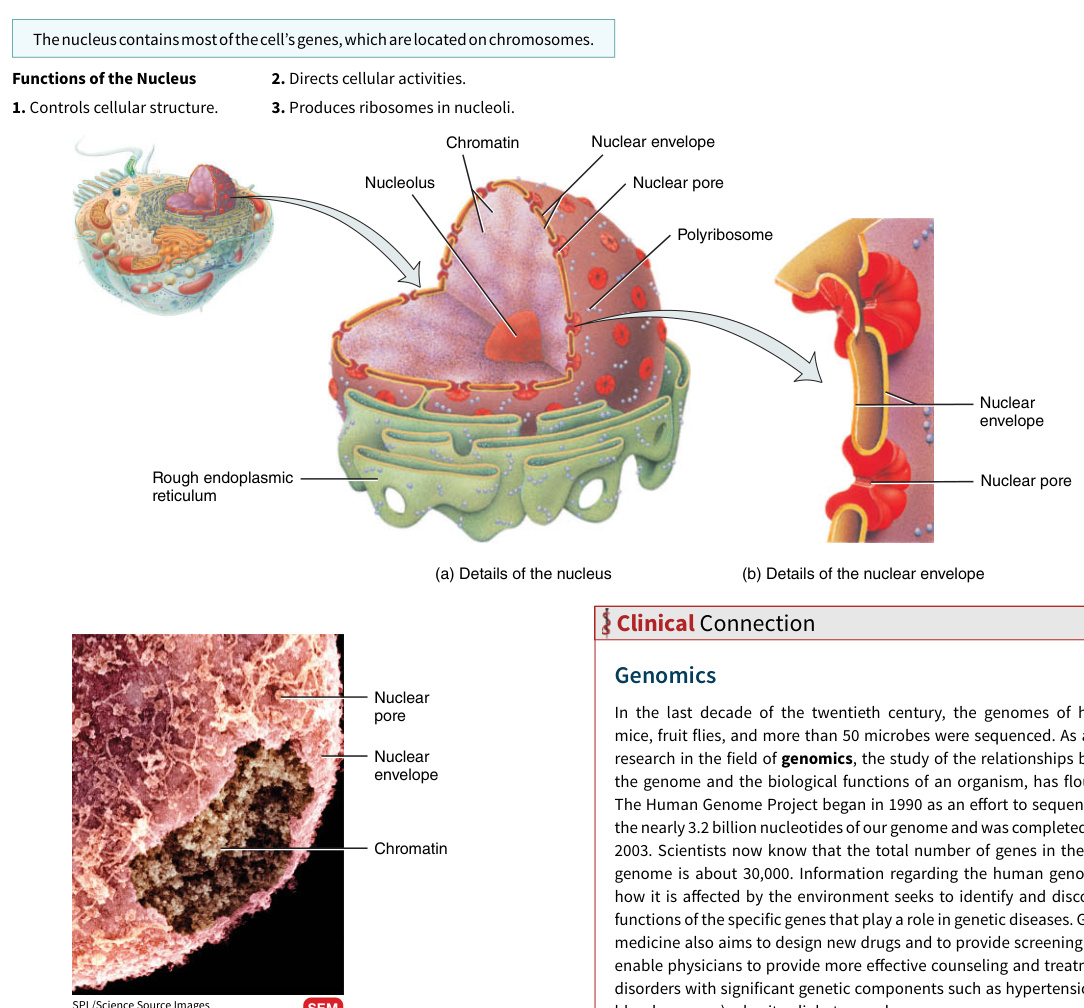 The nucleus contains most of the cell's genes, which are located on chromosomes.
Functions of the Nucleus
1. Controls cellular structure.
2. Directs cellular activities.
3. Produces ribosomes in nucleoli.
Chromatin
Nuclear envelope
Nucleolus
Nuclear pore
Polyribosome
Nuclear
envelope
Rough endoplasmic
reticulum
Nuclear pore
(a) Details of the nucleus
(b) Details of the nuclear envelope
Nuclear
pore
Nuclear
envelope
Chromatin
SPL/Science Source Images
SEM
Clinical Connection
Genomics
In the last decade of the twentieth century, the genomes of h
mice, fruit flies, and more than 50 microbes were sequenced. As a
research in the field of genomics, the study of the relationships b
the genome and the biological functions of an organism, has flou
The Human Genome Project began in 1990 as an effort to sequen
the nearly 3.2 billion nucleotides of our genome and was completed
2003. Scientists now know that the total number of genes in the
genome is about 30,000. Information regarding the human geno
how it is affected by the environment seeks to identify and disco
functions of the specific genes that play a role in genetic diseases. G
medicine also aims to design new drugs and to provide screening
enable physicians to provide more effective counseling and treatm
disorders with significant genetic components such as hypertensi